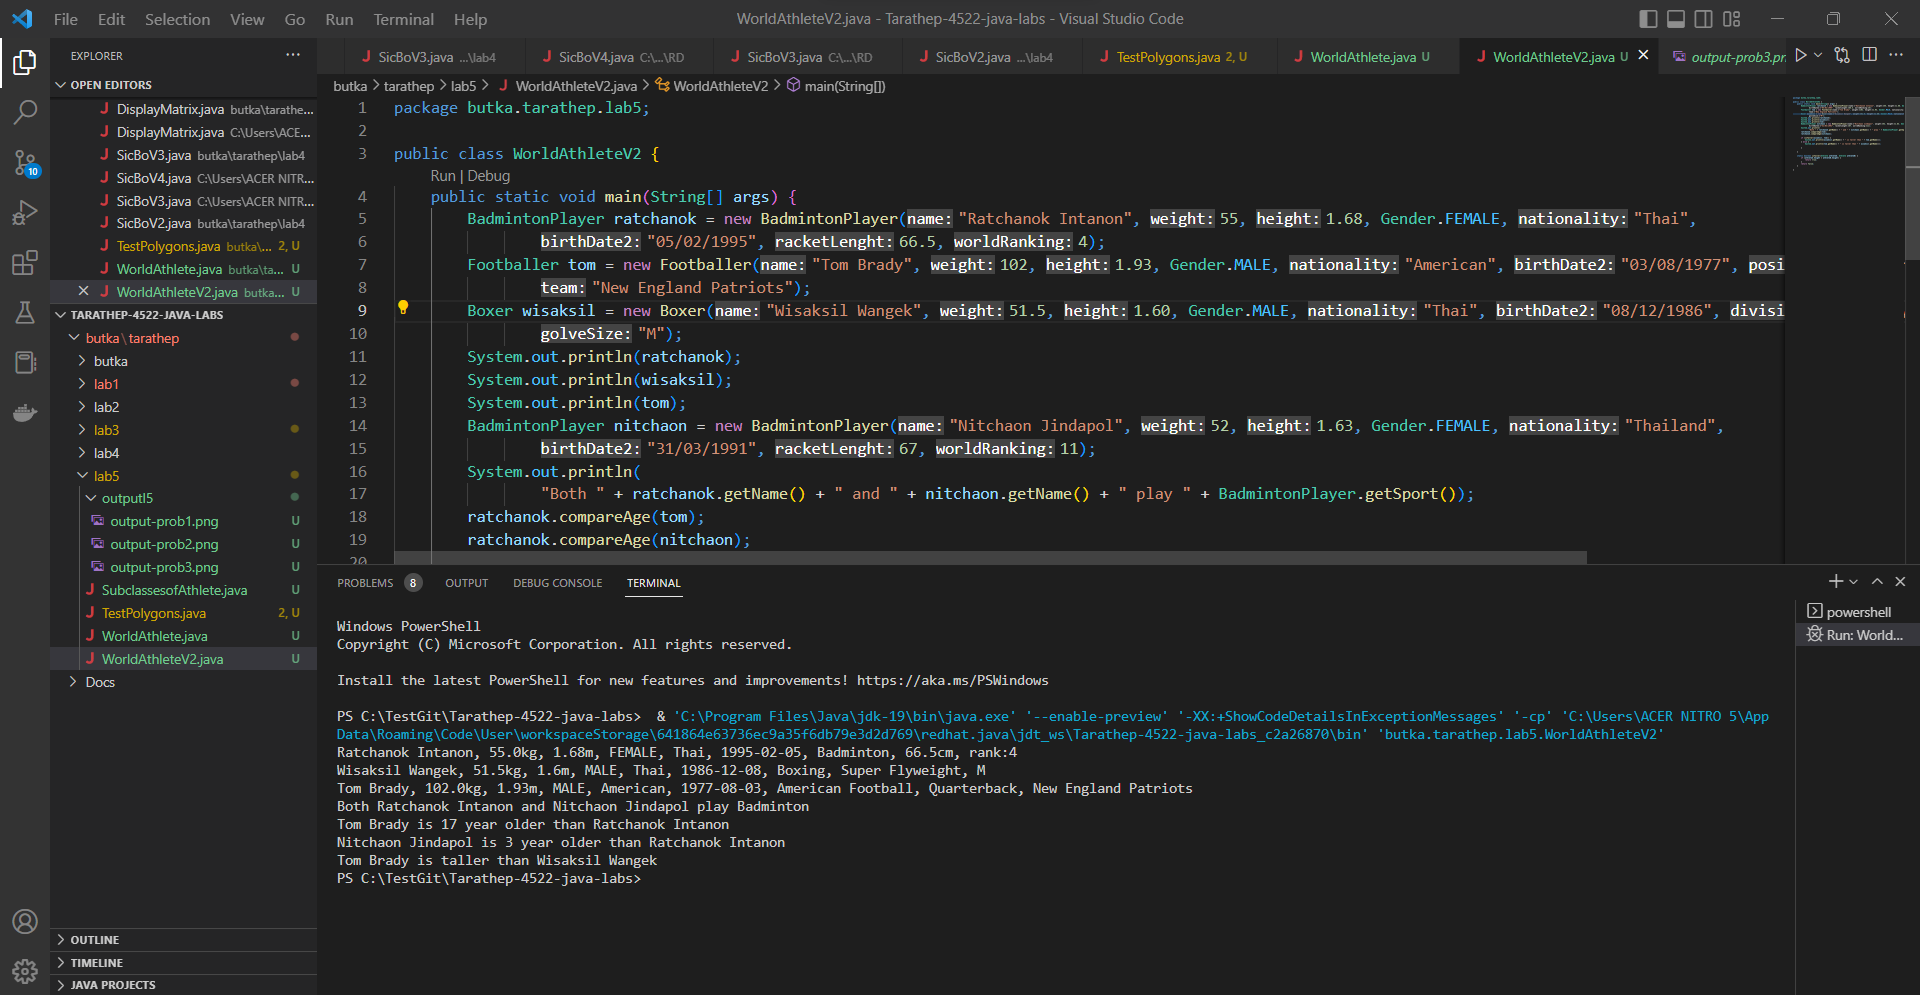 File Edit Selection View Go Run Terminal Help
WorldAthleteV2.java - Tarathep-4522-java-labs - Visual Studio Code
EXPLORER
OPEN EDITORS
DisplayMatrix.java butka\tarathe...
DisplayMatrix.java C:\Users\ACE...
SicBoV3.java butka\tarathep\lab4
SicBoV4.java C:\Users\ACER NITR...
SicBoV3.java C:\Users\ACER NITR...
SicBoV2.java butka\tarathep\lab4
TestPolygons.java butka\... 2, U
WorldAthlete.java butka\ta... U
WorldAthleteV2.java butka... U
10
TARATHEP-4522-JAVA-LABS
butka\tarathep
butka
lab1
lab2
lab3
lab4
lab5
outputl5
output-prob1.png U
output-prob2.png U
output-prob3.png U
SubclassesofAthlete.java U
TestPolygons.java 2, U
WorldAthlete.java U
WorldAthleteV2.java U
Docs
OUTLINE
TIMELINE
JAVA PROJECTS
SicBoV3.java ...\lab4 SicBoV4.java C:\...\RD SicBoV3.java C:\...\RD SicBoV2.java ...\lab4 TestPolygons.java 2, U WorldAthlete.java U WorldAthleteV2.java U output-prob3.pn
butka > tarathep > lab5 > WorldAthleteV2.java > WorldAthleteV2 > main(String[])
1 package butka.tarathep.lab5;
2
3 public class WorldAthleteV2 {
Run | Debug
4 public static void main(String[] args) {
5 BadmintonPlayer ratchanok = new BadmintonPlayer(name: "Ratchanok Intanon", weight: 55, height: 1.68, Gender.FEMALE, nationality: "Thai",
6 birthDate2: "05/02/1995", racketLenght: 66.5, worldRanking: 4);
7 Footballer tom = new Footballer(name: "Tom Brady", weight: 102, height: 1.93, Gender.MALE, nationality: "American", birthDate2: "03/08/1977", posi
8 team: "New England Patriots");
9 Boxer wisaksil = new Boxer(name: "Wisaksil Wangek", weight: 51.5, height: 1.60, Gender.MALE, nationality: "Thai", birthDate2: "08/12/1986", divisi
10 golveSize: "M");
11 System.out.println(ratchanok);
12 System.out.println(wisaksil);
13 System.out.println(tom);
14 BadmintonPlayer nitchaon = new BadmintonPlayer(name: "Nitchaon Jindapol", weight: 52, height: 1.63, Gender.FEMALE, nationality: "Thailand",
15 birthDate2: "31/03/1991", racketLenght: 67, worldRanking: 11);
16 System.out.println(
17 "Both " + ratchanok.getName() + " and " + nitchaon.getName() + " play " + BadmintonPlayer.getSport());
18 ratchanok.compareAge(tom);
19 ratchanok.compareAge(nitchaon);
20
PROBLEMS 8 OUTPUT DEBUG CONSOLE TERMINAL
powershell
Run: World...
Windows PowerShell
Copyright (C) Microsoft Corporation. All rights reserved.
Install the latest PowerShell for new features and improvements! https://aka.ms/PSWindows
PS C:\TestGit\Tarathep-4522-java-labs> & 'C:\Program Files\Java\jdk-19\bin\java.exe' '--enable-preview' '-XX:+ShowCodeDetailsInExceptionMessages' '-cp' 'C:\Users\ACER NITRO 5\App
Data\Roaming\Code\User\workspaceStorage\641864e63736ec9a35f6db79e3d2d769\redhat.java\jdt_ws\Tarathep-4522-java-labs_c2a26870\bin' 'butka.tarathep.lab5.WorldAthleteV2'
Ratchanok Intanon, 55.0kg, 1.68m, FEMALE, Thai, 1995-02-05, Badminton, 66.5cm, rank:4
Wisaksil Wangek, 51.5kg, 1.6m, MALE, Thai, 1986-12-08, Boxing, Super Flyweight, M
Tom Brady, 102.0kg, 1.93m, MALE, American, 1977-08-03, American Football, Quarterback, New England Patriots
Both Ratchanok Intanon and Nitchaon Jindapol play Badminton
Tom Brady is 17 year older than Ratchanok Intanon
Nitchaon Jindapol is 3 year older than Ratchanok Intanon
Tom Brady is taller than Wisaksil Wangek
PS C:\TestGit\Tarathep-4522-java-labs>